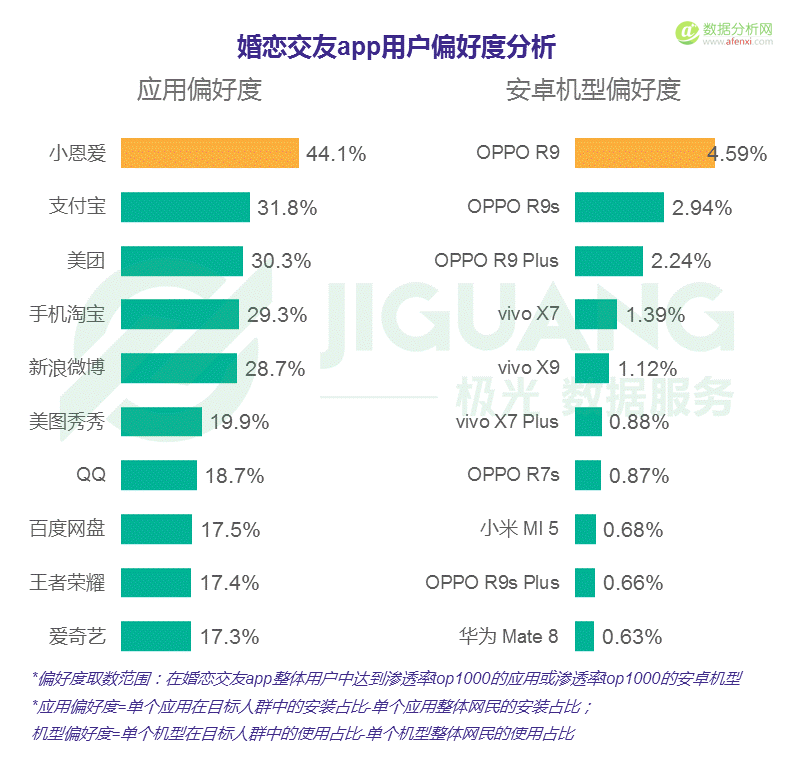 数据分析网
www.afenxi.com
婚恋交友app用户偏好度分析
应用偏好度
安卓机型偏好度
小恩爱 44.1%
OPPO R9 4.59%
支付宝 31.8%
OPPO R9s 2.94%
美团 30.3%
OPPO R9 Plus 2.24%
手机淘宝 29.3%
vivo X7 1.39%
新浪微博 28.7%
vivo X9 1.12%
美图秀秀 19.9%
vivo X7 Plus 0.88%
QQ 18.7%
OPPO R7s 0.87%
百度网盘 17.5%
小米 MI 5 0.68%
王者荣耀 17.4%
OPPO R9s Plus 0.66%
爱奇艺 17.3%
华为 Mate 8 0.63%
JIGUANG
极光 数据服务
*偏好度取数范围：在婚恋交友app整体用户中达到渗透率top1000的应用或渗透率top1000的安卓机型
*应用偏好度=单个应用在目标人群中的安装占比-单个应用整体网民的安装占比；
机型偏好度=单个机型在目标人群中的使用占比-单个机型整体网民的使用占比